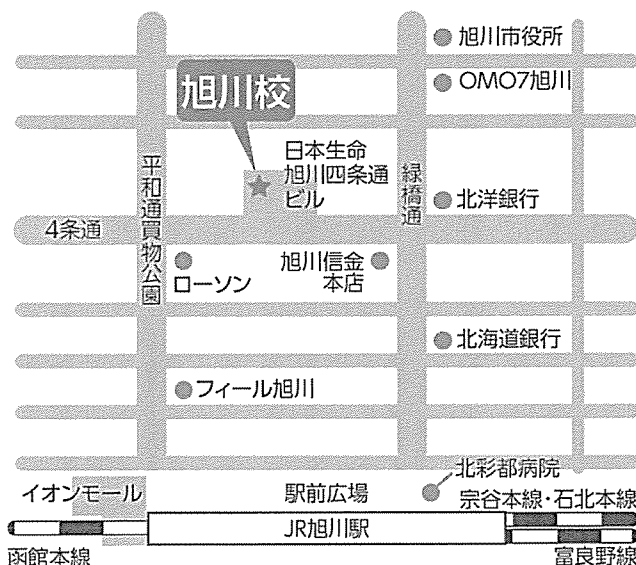 旭川市役所
OMO7旭川
旭川校
日本生命
旭川四条通
ビル
平和通買物公園
緑橋通
北洋銀行
4条通
ローソン
旭川信金
本店
北海道銀行
フィール旭川
北彩都病院
イオンモール
駅前広場
宗谷本線・石北本線
JR旭川駅
函館本線
富良野線